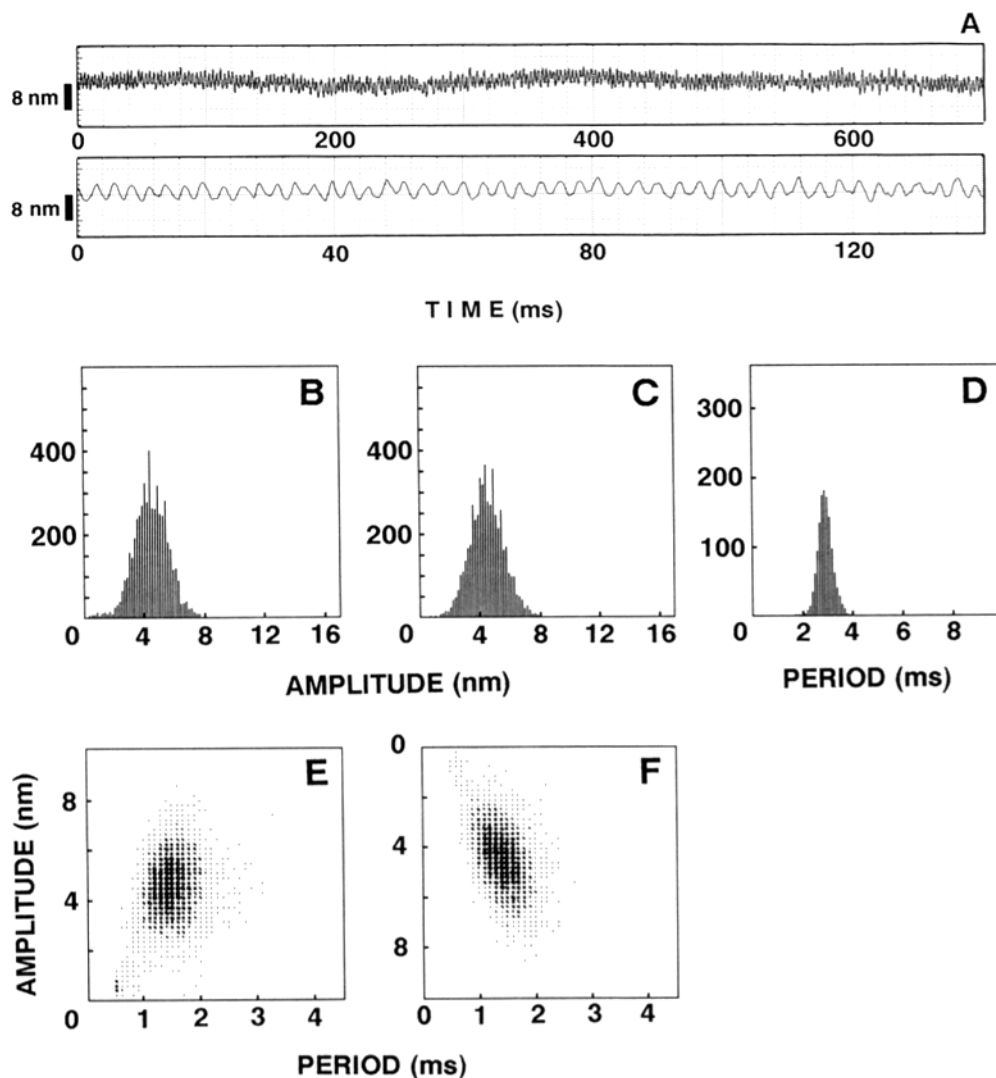 A
8 nm
0 200 400 600
8 nm
0 40 80 120
T I M E (ms)
B C D
400 400 300
200 200 200
100
0 4 8 12 16 0 4 8 12 16 0 2 4 6 8
AMPLITUDE (nm) PERIOD (ms)
E F
AMPLITUDE (nm)
8 0
4 4
0 8
0 1 2 3 4 0 1 2 3 4
PERIOD (ms)